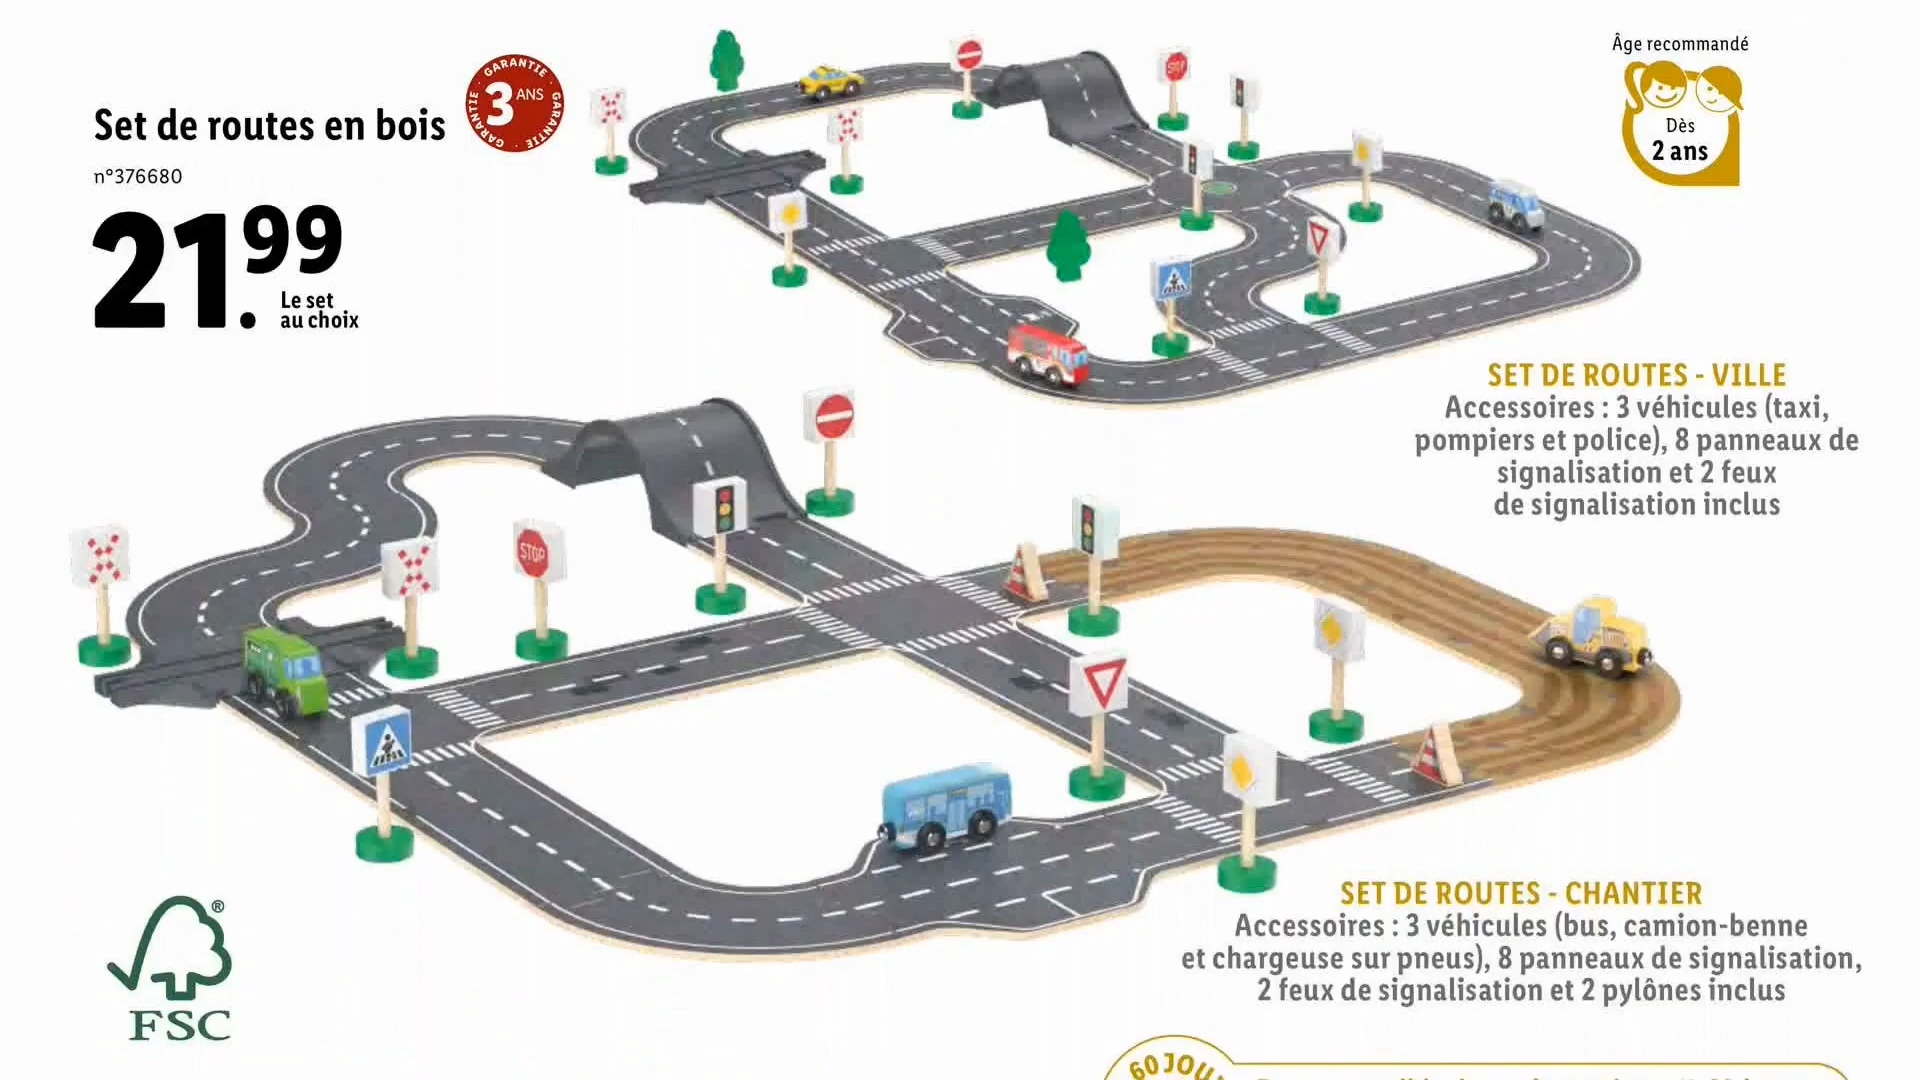 Set de routes en bois
n°376680
GARANTIE · GARANTIE · GARANTIE ·
3 ANS
21.99
Le set
au choix
Âge recommandé
Dès
2 ans
STOP
SET DE ROUTES - VILLE
Accessoires : 3 véhicules (taxi,
pompiers et police), 8 panneaux de
signalisation et 2 feux
de signalisation inclus
STOP
SET DE ROUTES - CHANTIER
Accessoires : 3 véhicules (bus, camion-benne
et chargeuse sur pneus), 8 panneaux de signalisation,
2 feux de signalisation et 2 pylônes inclus
®
FSC
60 JOU